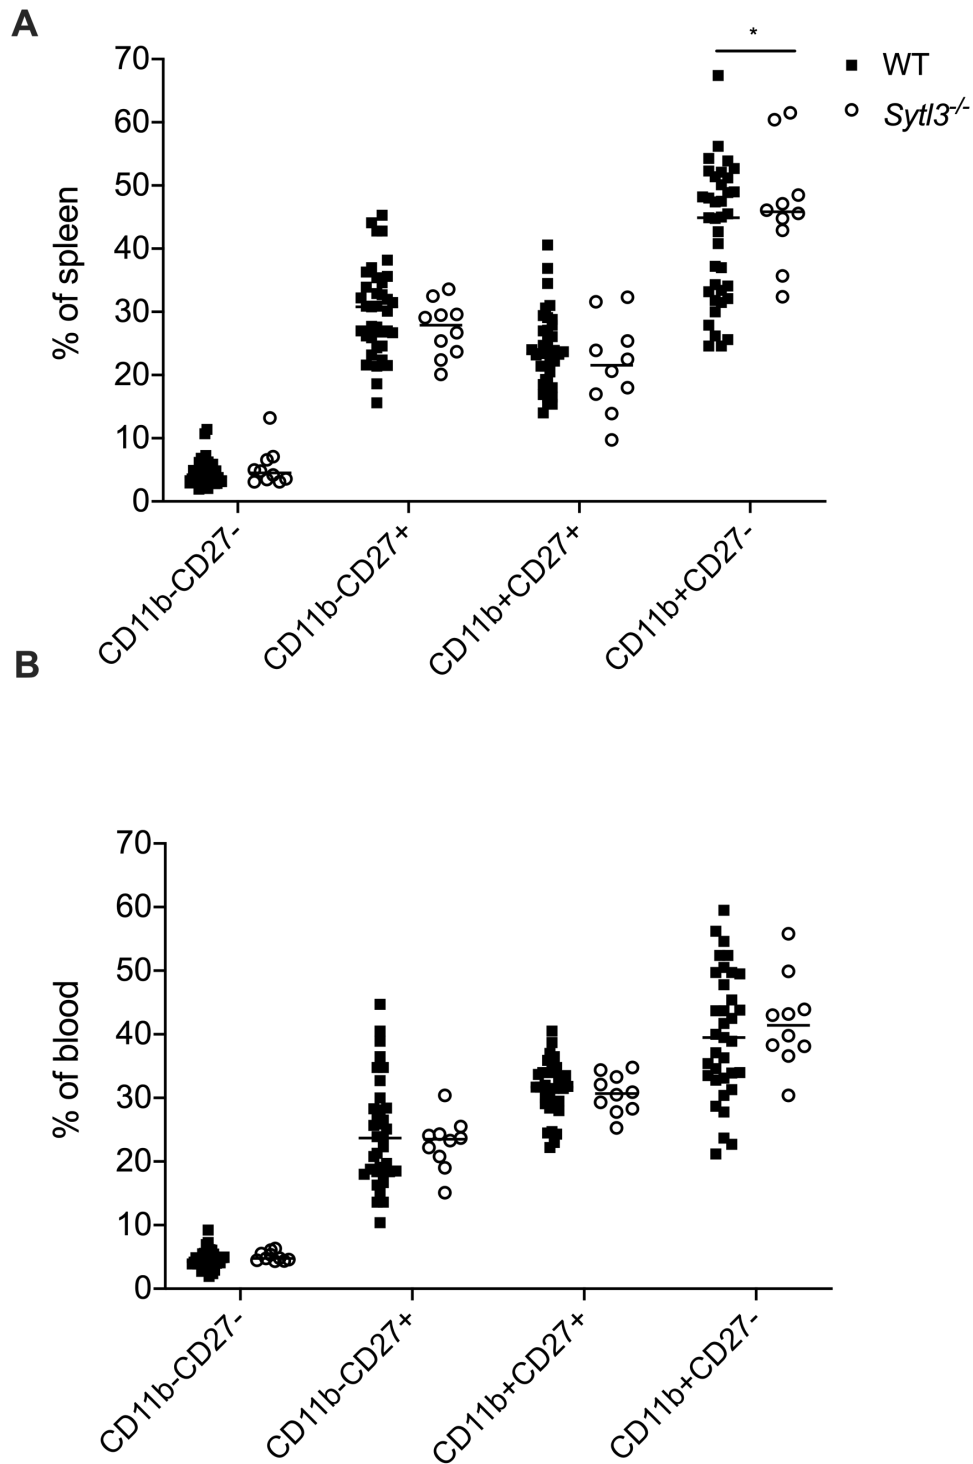 A
*
WT
Sytl3-/-
70
60
50
40
30
20
10
0
% of spleen
CD11b-CD27-
CD11b-CD27+
CD11b+CD27+
CD11b+CD27-
B
70
60
50
40
30
20
10
0
% of blood
CD11b-CD27-
CD11b-CD27+
CD11b+CD27+
CD11b+CD27-